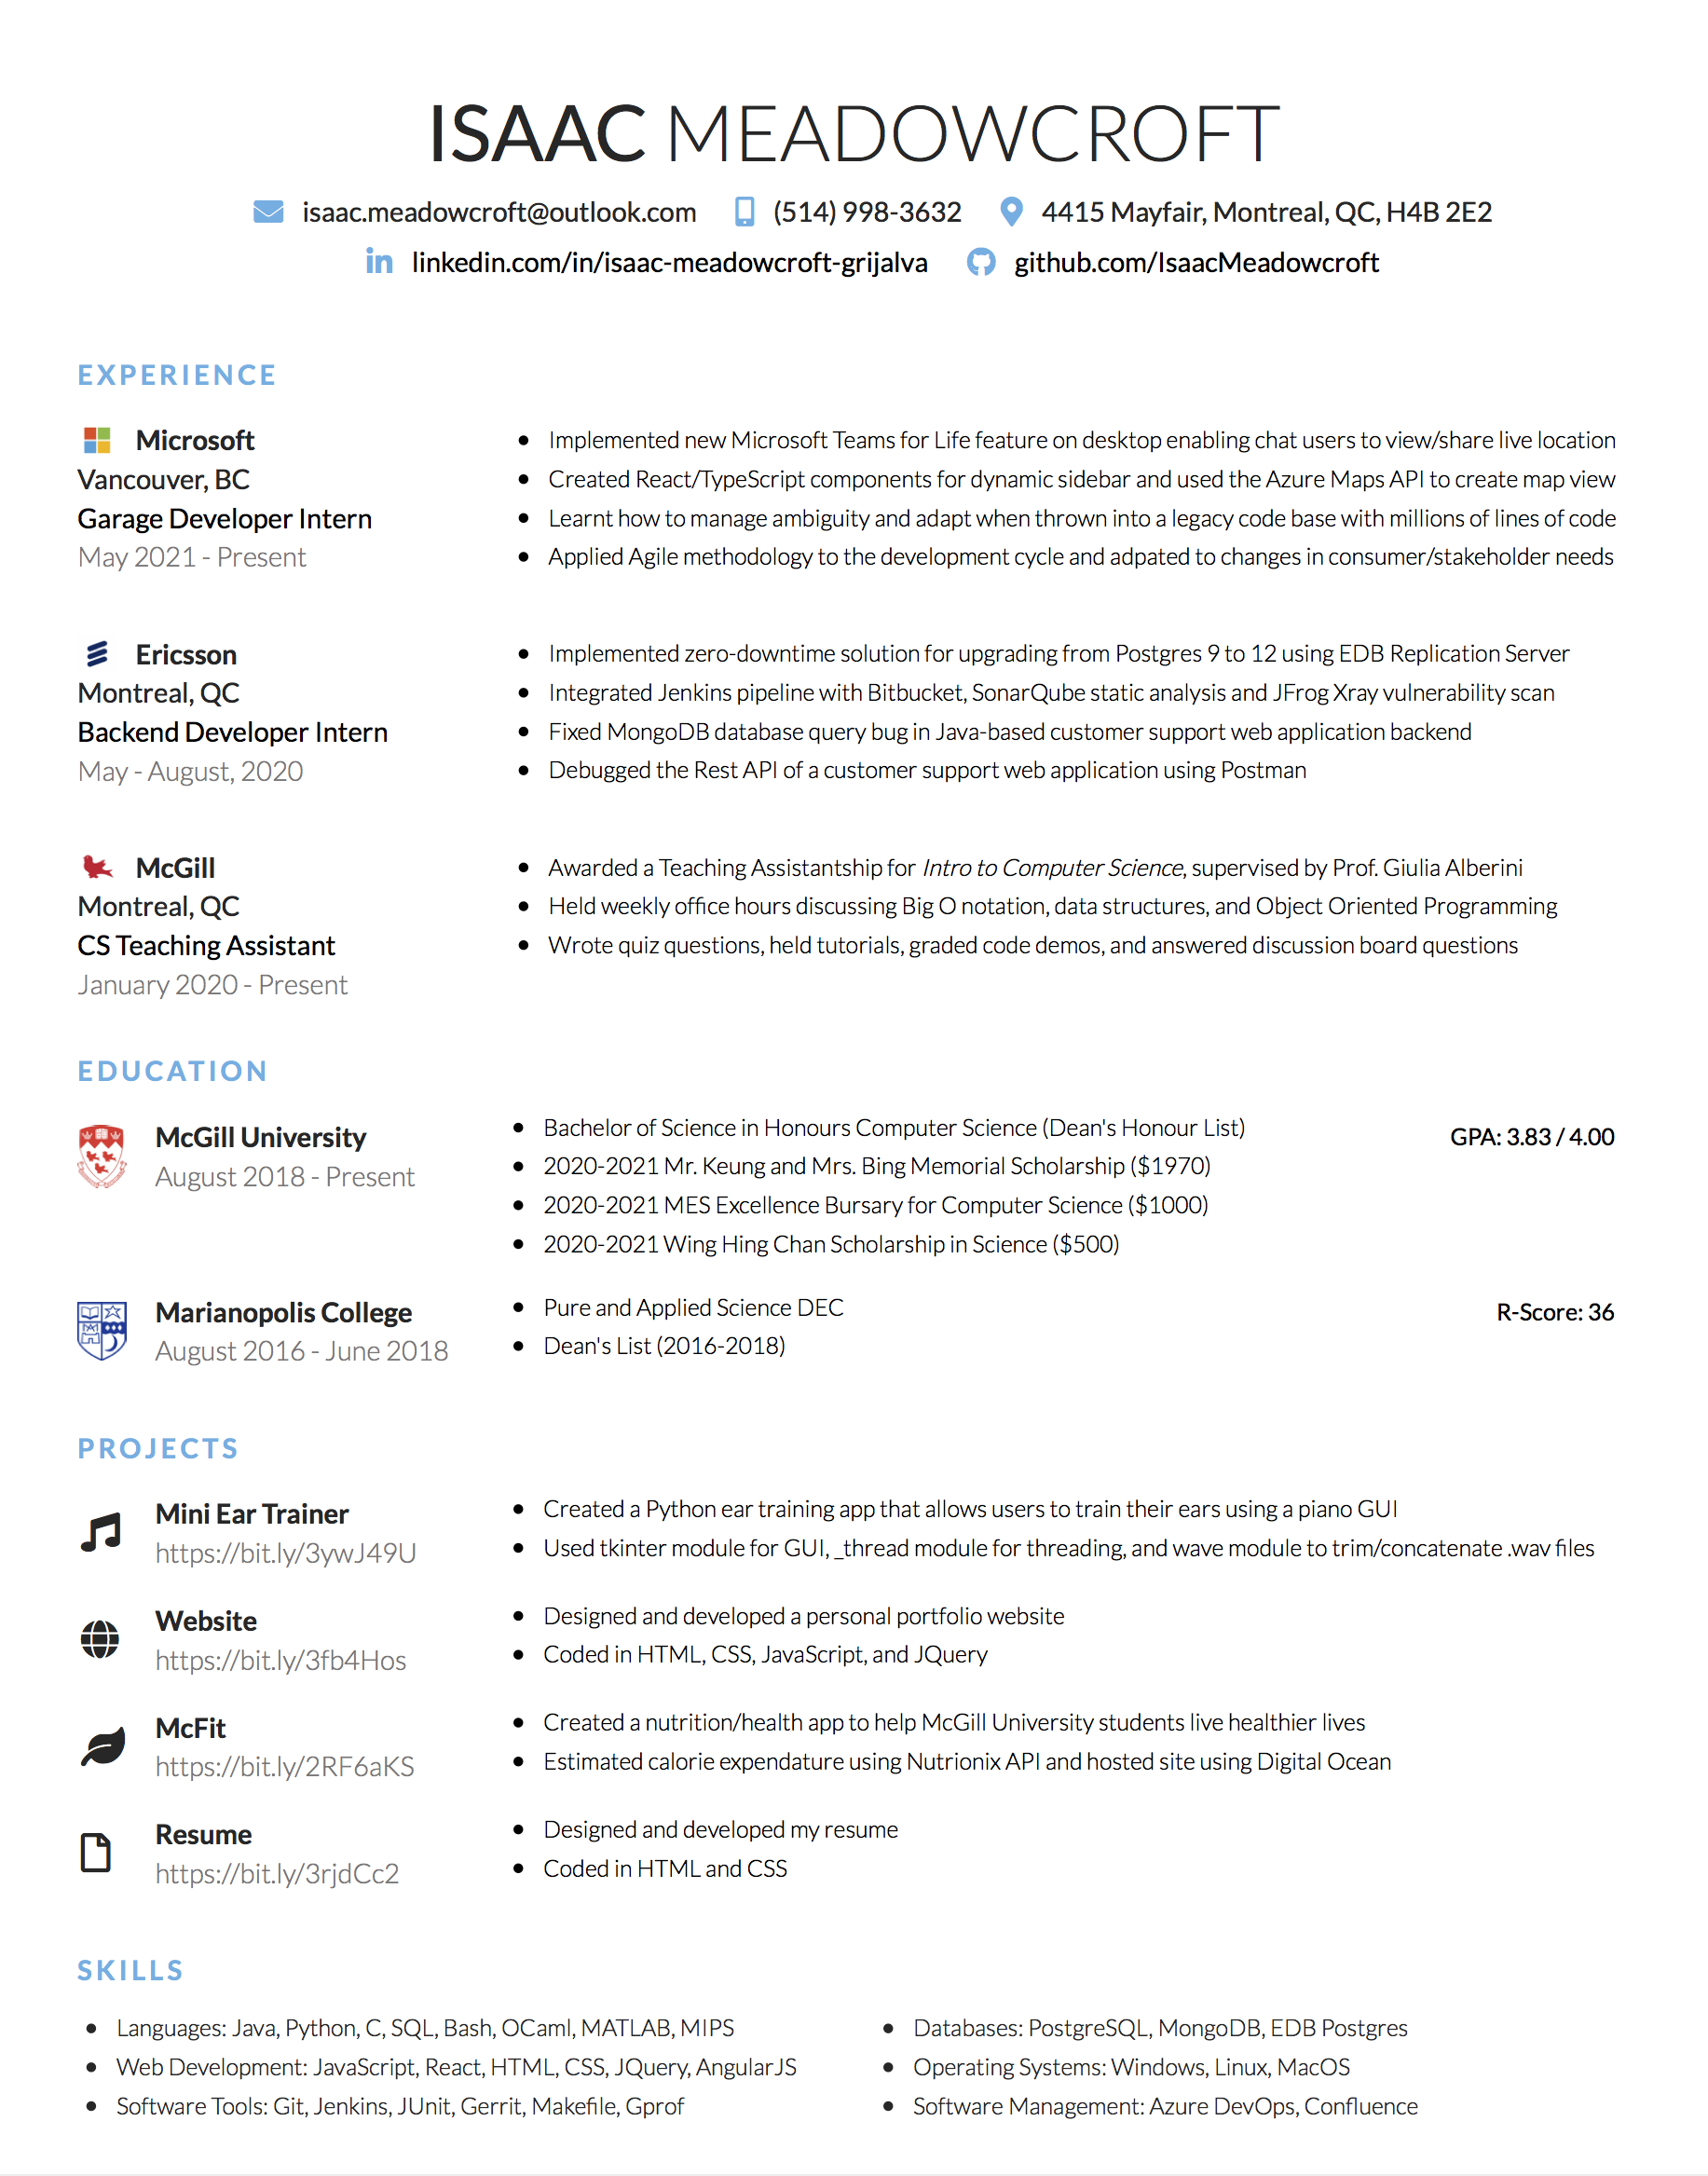 ISAAC MEADOWCROFT
isaac.meadowcroft@outlook.com (514) 998-3632 4415 Mayfair, Montreal, QC, H4B 2E2
linkedin.com/in/isaac-meadowcroft-grijalva github.com/IsaacMeadowcroft
EXPERIENCE
Microsoft
Vancouver, BC
Garage Developer Intern
May 2021 - Present
• Implemented new Microsoft Teams for Life feature on desktop enabling chat users to view/share live location
• Created React/TypeScript components for dynamic sidebar and used the Azure Maps API to create map view
• Learnt how to manage ambiguity and adapt when thrown into a legacy code base with millions of lines of code
• Applied Agile methodology to the development cycle and adpated to changes in consumer/stakeholder needs
Ericsson
Montreal, QC
Backend Developer Intern
May - August, 2020
• Implemented zero-downtime solution for upgrading from Postgres 9 to 12 using EDB Replication Server
• Integrated Jenkins pipeline with Bitbucket, SonarQube static analysis and JFrog Xray vulnerability scan
• Fixed MongoDB database query bug in Java-based customer support web application backend
• Debugged the Rest API of a customer support web application using Postman
McGill
Montreal, QC
CS Teaching Assistant
January 2020 - Present
• Awarded a Teaching Assistantship for Intro to Computer Science, supervised by Prof. Giulia Alberini
• Held weekly office hours discussing Big O notation, data structures, and Object Oriented Programming
• Wrote quiz questions, held tutorials, graded code demos, and answered discussion board questions
EDUCATION
McGill University
August 2018 - Present
• Bachelor of Science in Honours Computer Science (Dean's Honour List)
• 2020-2021 Mr. Keung and Mrs. Bing Memorial Scholarship ($1970)
• 2020-2021 MES Excellence Bursary for Computer Science ($1000)
• 2020-2021 Wing Hing Chan Scholarship in Science ($500)
GPA: 3.83 / 4.00
Marianopolis College
August 2016 - June 2018
• Pure and Applied Science DEC
• Dean's List (2016-2018)
R-Score: 36
PROJECTS
Mini Ear Trainer
https://bit.ly/3ywJ49U
• Created a Python ear training app that allows users to train their ears using a piano GUI
• Used tkinter module for GUI, _thread module for threading, and wave module to trim/concatenate .wav files
Website
https://bit.ly/3fb4Hos
• Designed and developed a personal portfolio website
• Coded in HTML, CSS, JavaScript, and JQuery
McFit
https://bit.ly/2RF6aKS
• Created a nutrition/health app to help McGill University students live healthier lives
• Estimated calorie expendature using Nutrionix API and hosted site using Digital Ocean
Resume
https://bit.ly/3rjdCc2
• Designed and developed my resume
• Coded in HTML and CSS
SKILLS
• Languages: Java, Python, C, SQL, Bash, OCaml, MATLAB, MIPS
• Web Development: JavaScript, React, HTML, CSS, JQuery, AngularJS
• Software Tools: Git, Jenkins, JUnit, Gerrit, Makefile, Gprof
• Databases: PostgreSQL, MongoDB, EDB Postgres
• Operating Systems: Windows, Linux, MacOS
• Software Management: Azure DevOps, Confluence